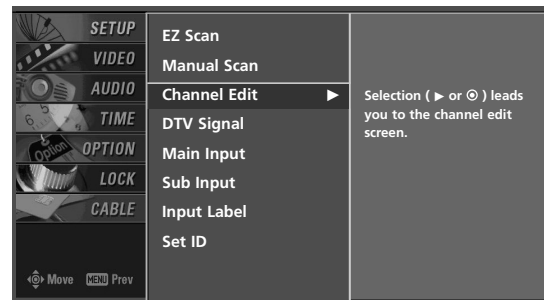 SETUP
VIDEO
AUDIO
TIME
OPTION
LOCK
CABLE
Move MENU Prev
EZ Scan
Manual Scan
Channel Edit ►
DTV Signal
Main Input
Sub Input
Input Label
Set ID
Selection ( ► or ◉ ) leads
you to the channel edit
screen.